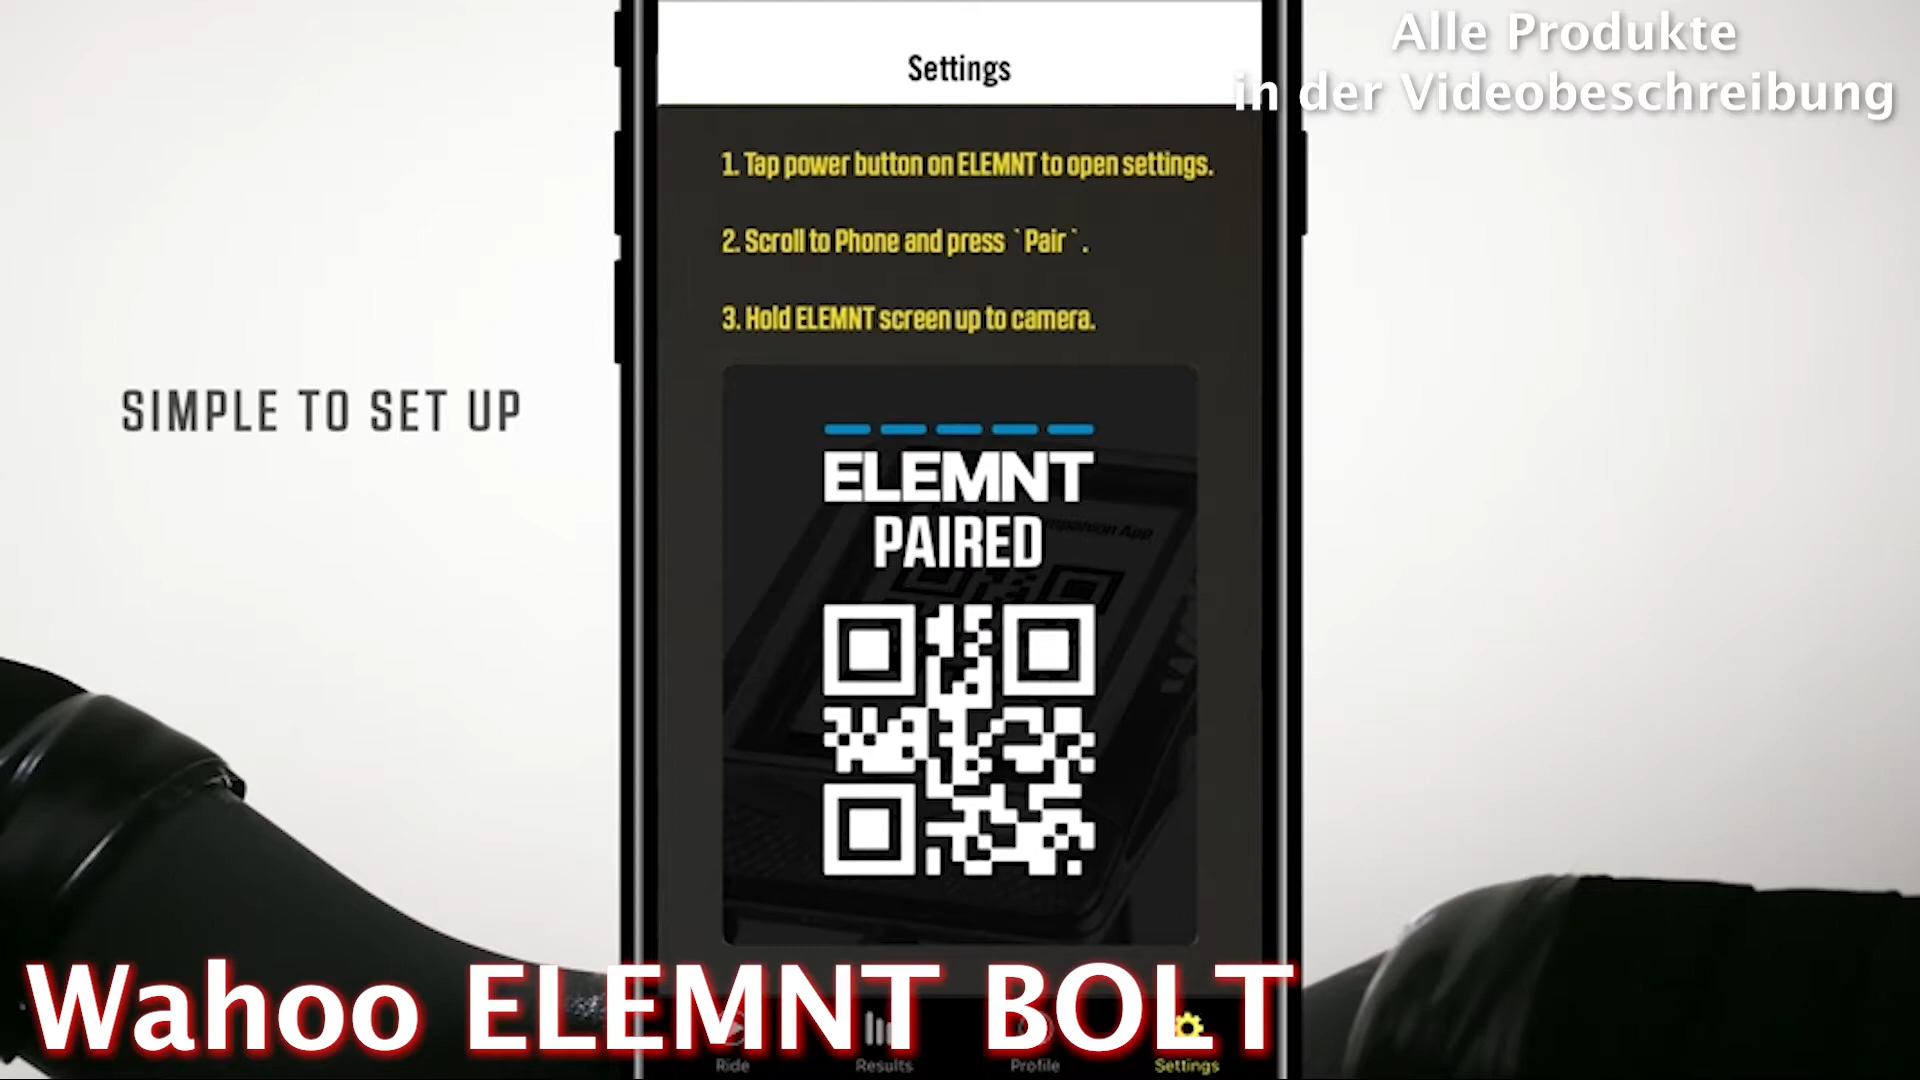 Alle Produkte
in der Videobeschreibung
Settings
1. Tap power button on ELEMNT to open settings.
2. Scroll to Phone and press `Pair`.
3. Hold ELEMNT screen up to camera.
SIMPLE TO SET UP
ELEMNT
PAIRED
Companion App
Wahoo ELEMNT BOLT
Ride
Results
Profile
Settings